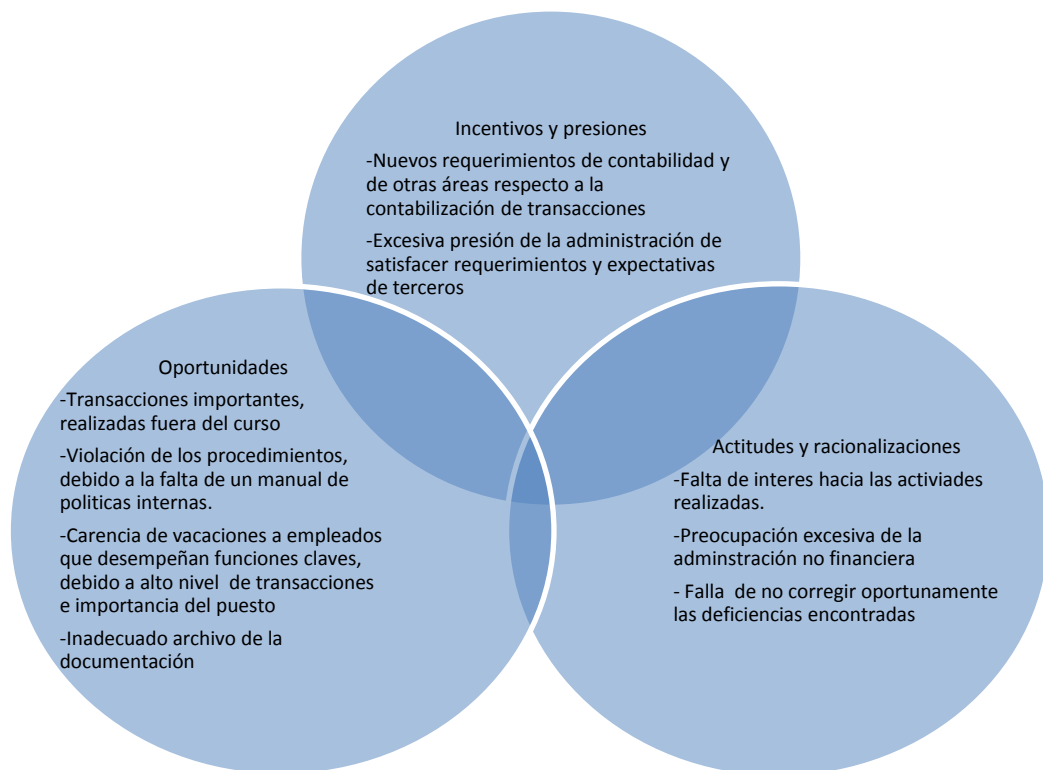 Incentivos y presiones
-Nuevos requerimientos de contabilidad y
de otras áreas respecto a la
contabilización de transacciones
-Excesiva presión de la administración de
satisfacer requerimientos y expectativas
de terceros
Oportunidades
-Transacciones importantes,
realizadas fuera del curso
-Violación de los procedimientos,
debido a la falta de un manual de
politicas internas.
-Carencia de vacaciones a empleados
que desempeñan funciones claves,
debido a alto nivel de transacciones
e importancia del puesto
-Inadecuado archivo de la
documentación
Actitudes y racionalizaciones
-Falta de interes hacia las activiades
realizadas.
-Preocupación excesiva de la
adminstración no financiera
- Falla de no corregir oportunamente
las deficiencias encontradas